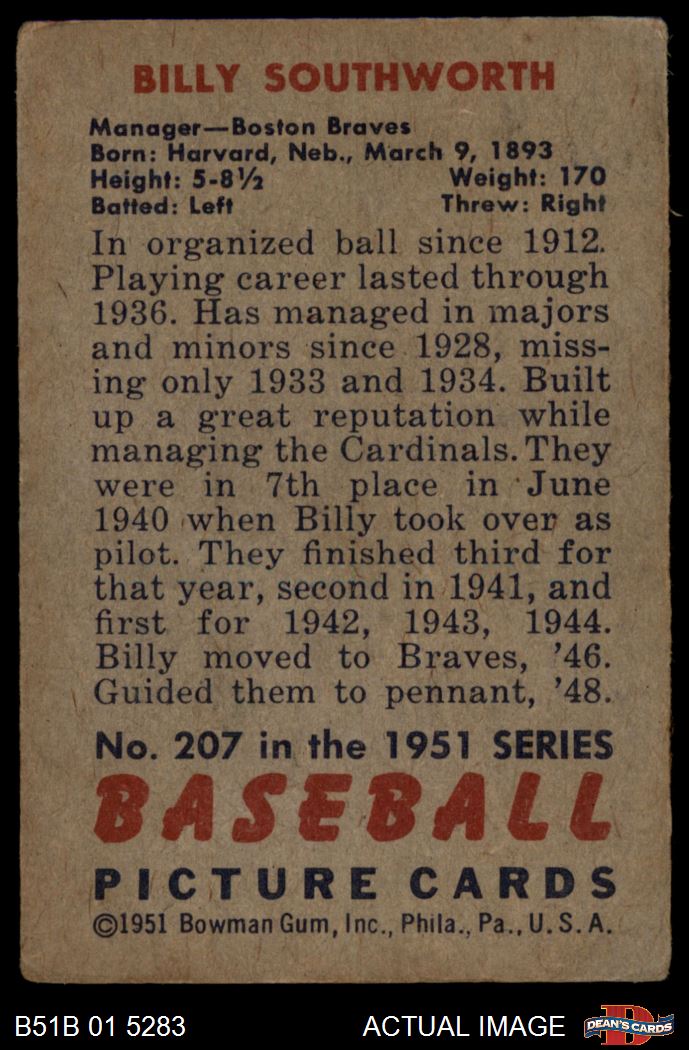 BILLY SOUTHWORTH
Manager—Boston Braves
Born: Harvard, Neb., March 9, 1893
Height: 5-8½ Weight: 170
Batted: Left Threw: Right
In organized ball since 1912.
Playing career lasted through
1936. Has managed in majors
and minors since 1928, miss-
ing only 1933 and 1934. Built
up a great reputation while
managing the Cardinals. They
were in 7th place in June
1940 when Billy took over as
pilot. They finished third for
that year, second in 1941, and
first for 1942, 1943, 1944.
Billy moved to Braves, '46.
Guided them to pennant, '48.
No. 207 in the 1951 SERIES
BASEBALL
PICTURE CARDS
©1951 Bowman Gum, Inc., Phila., Pa., U.S.A.
B51B 01 5283 ACTUAL IMAGE D DEAN'S CARDS